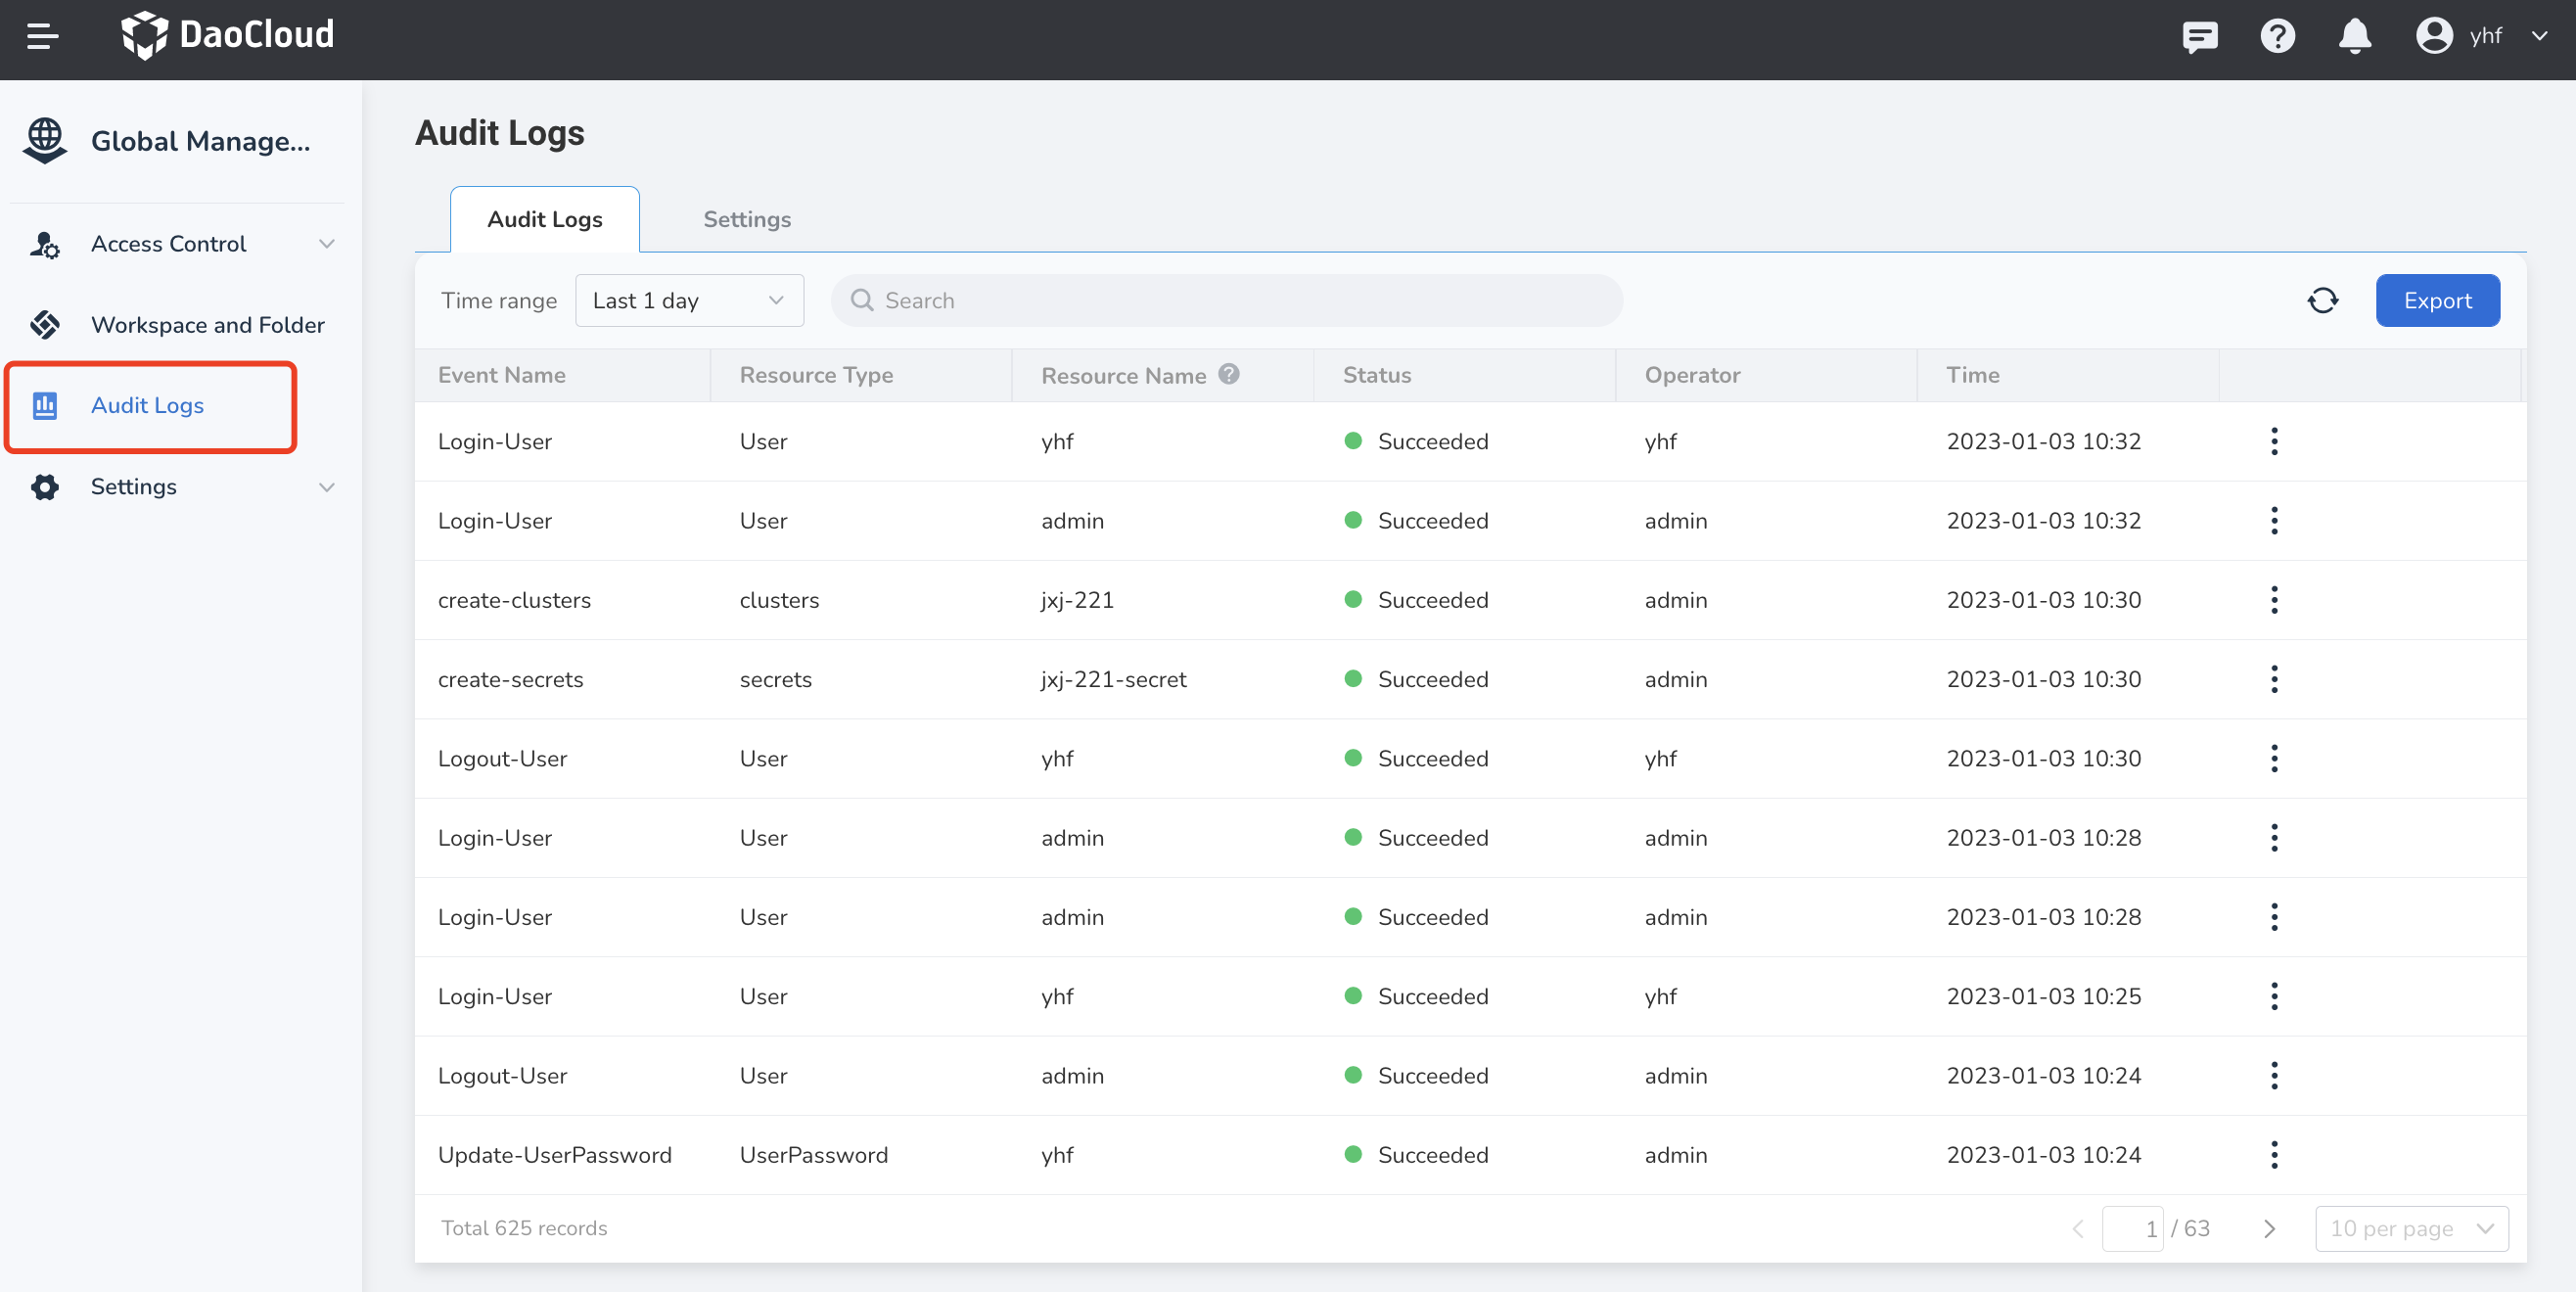 DaoCloud
yhf
Global Manage...
Access Control
Workspace and Folder
Audit Logs
Settings
Audit Logs
Audit Logs Settings
Time range Last 1 day Search Export
Event Name Resource Type Resource Name Status Operator Time
Login-User User yhf Succeeded yhf 2023-01-03 10:32
Login-User User admin Succeeded admin 2023-01-03 10:32
create-clusters clusters jxj-221 Succeeded admin 2023-01-03 10:30
create-secrets secrets jxj-221-secret Succeeded admin 2023-01-03 10:30
Logout-User User yhf Succeeded yhf 2023-01-03 10:30
Login-User User admin Succeeded admin 2023-01-03 10:28
Login-User User admin Succeeded admin 2023-01-03 10:28
Login-User User yhf Succeeded yhf 2023-01-03 10:25
Logout-User User admin Succeeded admin 2023-01-03 10:24
Update-UserPassword UserPassword yhf Succeeded admin 2023-01-03 10:24
Total 625 records 1 / 63 10 per page